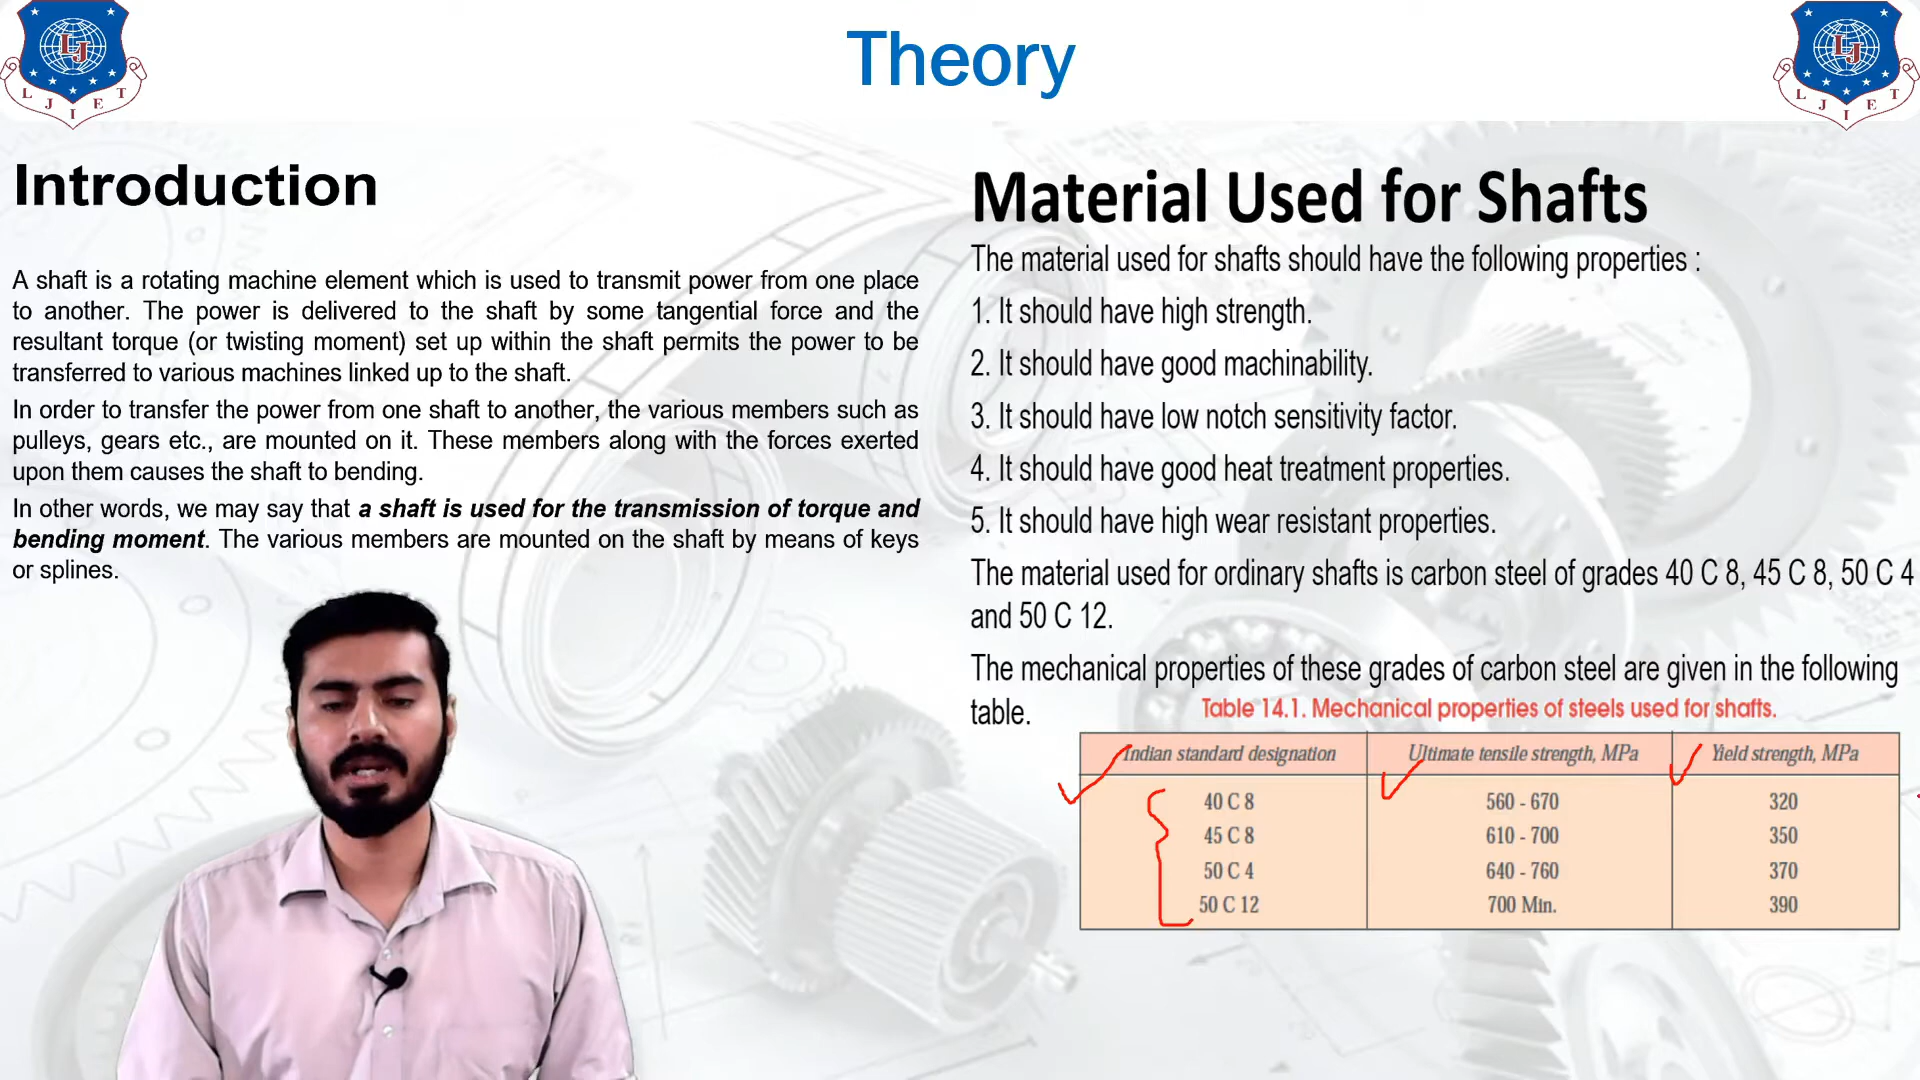 LJ
L J I E T
Theory
LJ
L J I E T
Introduction
A shaft is a rotating machine element which is used to transmit power from one place
to another. The power is delivered to the shaft by some tangential force and the
resultant torque (or twisting moment) set up within the shaft permits the power to be
transferred to various machines linked up to the shaft.
In order to transfer the power from one shaft to another, the various members such as
pulleys, gears etc., are mounted on it. These members along with the forces exerted
upon them causes the shaft to bending.
In other words, we may say that a shaft is used for the transmission of torque and
bending moment. The various members are mounted on the shaft by means of keys
or splines.
Material Used for Shafts
The material used for shafts should have the following properties :
1. It should have high strength.
2. It should have good machinability.
3. It should have low notch sensitivity factor.
4. It should have good heat treatment properties.
5. It should have high wear resistant properties.
The material used for ordinary shafts is carbon steel of grades 40 C 8, 45 C 8, 50 C 4
and 50 C 12.
The mechanical properties of these grades of carbon steel are given in the following
table.
Table 14.1. Mechanical properties of steels used for shafts.
Indian standard designation Ultimate tensile strength, MPa Yield strength, MPa
40 C 8 560 - 670 320
45 C 8 610 - 700 350
50 C 4 640 - 760 370
50 C 12 700 Min. 390